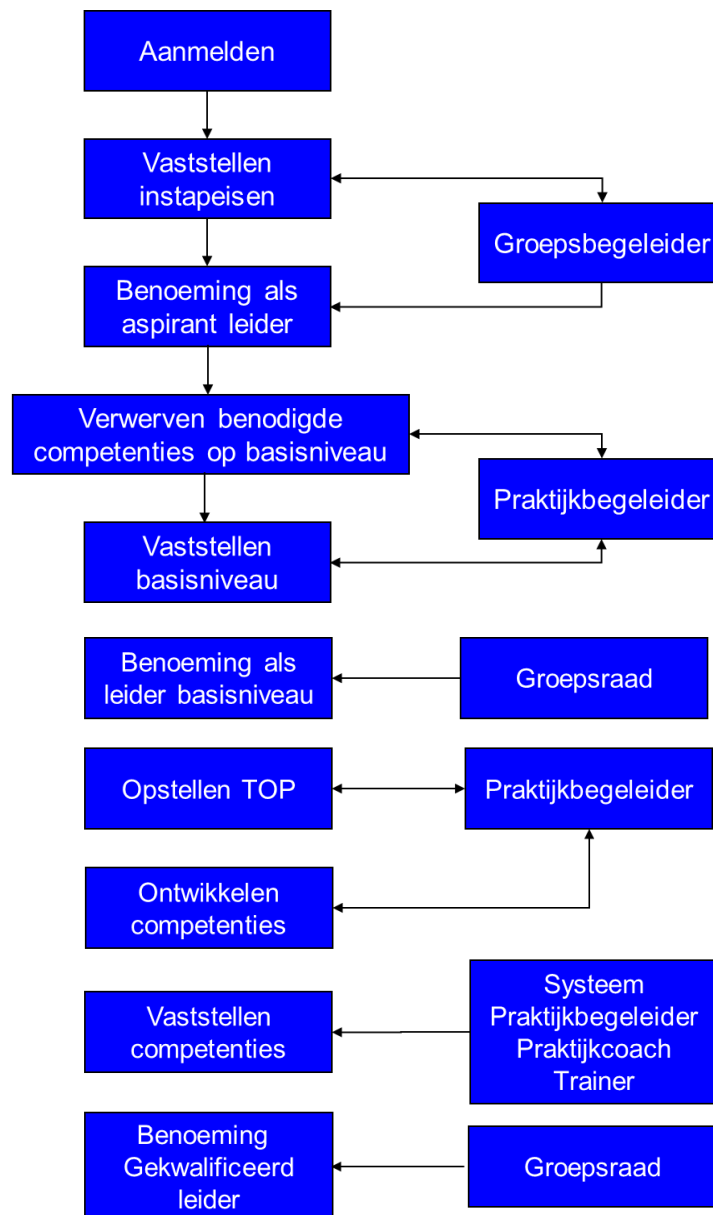 Aanmelden
Vaststellen
instapeisen
Groepsbegeleider
Benoeming als
aspirant leider
Verwerven benodigde
competenties op basisniveau
Praktijkbegeleider
Vaststellen
basisniveau
Benoeming als
leider basisniveau
Groepsraad
Opstellen TOP
Praktijkbegeleider
Ontwikkelen
competenties
Vaststellen
competenties
Systeem
Praktijkbegeleider
Praktijkcoach
Trainer
Benoeming
Gekwalificeerd
leider
Groepsraad